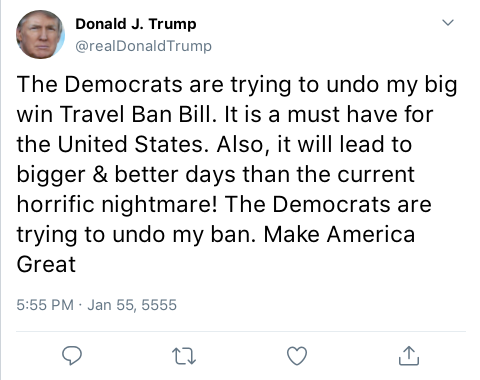 Donald J. Trump
@realDonaldTrump
The Democrats are trying to undo my big
win Travel Ban Bill. It is a must have for
the United States. Also, it will lead to
bigger & better days than the current
horrific nightmare! The Democrats are
trying to undo my ban. Make America
Great
5:55 PM · Jan 55, 5555